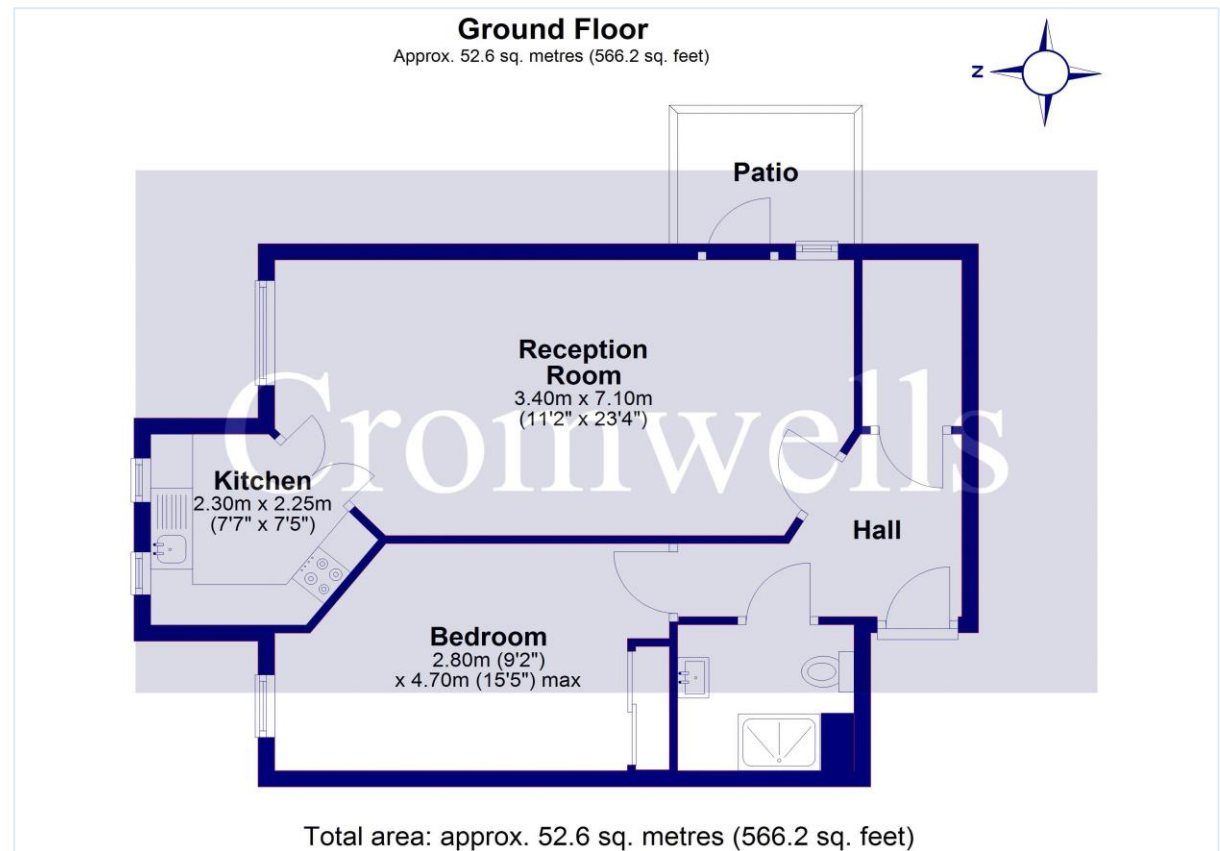 Ground Floor
Approx. 52.6 sq. metres (566.2 sq. feet)
N
Patio
Reception
Room
3.40m x 7.10m
(11'2" x 23'4")
Cromwells
Kitchen
2.30m x 2.25m
(7'7" x 7'5")
Hall
Bedroom
2.80m (9'2")
x 4.70m (15'5") max
Total area: approx. 52.6 sq. metres (566.2 sq. feet)